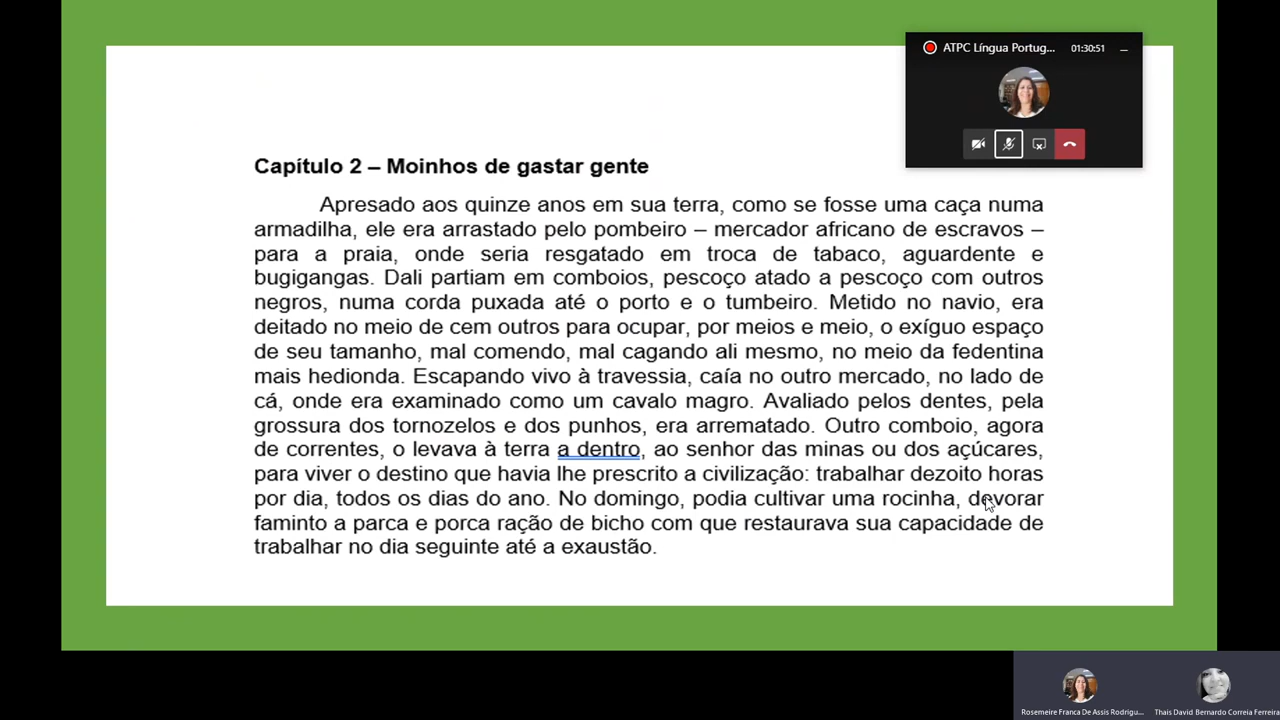 ATPC Língua Portug...
01:30:51
Capítulo 2 – Moinhos de gastar gente
Apresado aos quinze anos em sua terra, como se fosse uma caça numa
armadilha, ele era arrastado pelo pombeiro – mercador africano de escravos –
para a praia, onde seria resgatado em troca de tabaco, aguardente e
bugigangas. Dali partiam em comboios, pescoço atado a pescoço com outros
negros, numa corda puxada até o porto e o tumbeiro. Metido no navio, era
deitado no meio de cem outros para ocupar, por meios e meio, o exíguo espaço
de seu tamanho, mal comendo, mal cagando ali mesmo, no meio da fedentina
mais hedionda. Escapando vivo à travessia, caía no outro mercado, no lado de
cá, onde era examinado como um cavalo magro. Avaliado pelos dentes, pela
grossura dos tornozelos e dos punhos, era arrematado. Outro comboio, agora
de correntes, o levava à terra a dentro, ao senhor das minas ou dos açúcares,
para viver o destino que havia lhe prescrito a civilização: trabalhar dezoito horas
por dia, todos os dias do ano. No domingo, podia cultivar uma rocinha, devorar
faminto a parca e porca ração de bicho com que restaurava sua capacidade de
trabalhar no dia seguinte até a exaustão.
Rosemeire Franca De Assis Rodrigu...
Thais David Bernardo Correia Ferreira